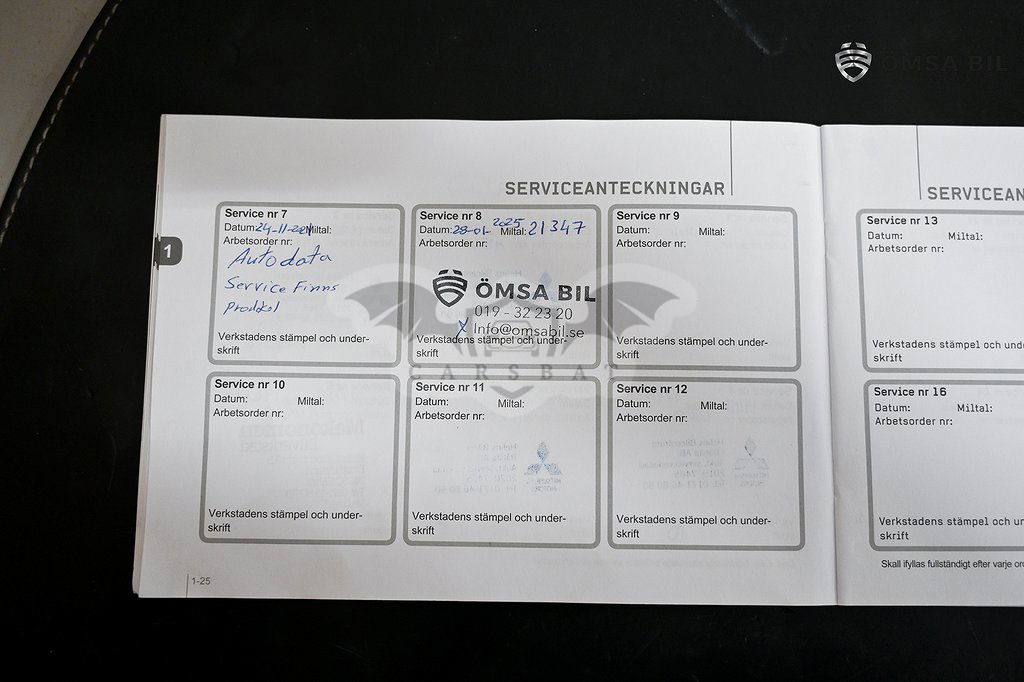 ÖMSA BIL
SERVICEANTECKNINGAR
Service nr 7
Datum: 24-11-2021 Miltal:
Arbetsorder nr:
Autodata
Service Finns
Verkstadens stämpel och under-
skrift
Service nr 8
Datum: 28-01-2025 Miltal: 21347
Arbetsorder nr:
ÖMSA BIL
019 - 32 23 20
X Info@omsabil.se
Verkstadens stämpel och under-
skrift
Service nr 9
Datum: Miltal:
Arbetsorder nr:
Verkstadens stämpel och under-
skrift
CARSBAT
1
Service nr 10
Datum: Miltal:
Arbetsorder nr:
Verkstadens stämpel och under-
skrift
Service nr 11
Datum: Miltal:
Arbetsorder nr:
Verkstadens stämpel och under-
skrift
Service nr 12
Datum: Miltal:
Arbetsorder nr:
Verkstadens stämpel och under-
skrift
1-25
SERVICEAN
Service nr 13
Datum: Miltal:
Arbetsorder nr:
Verkstadens stämpel och und
skrift
Service nr 16
Datum: Miltal:
Arbetsorder nr:
Verkstadens stämpel och und
skrift
Skall ifyllas fullständigt efter varje or